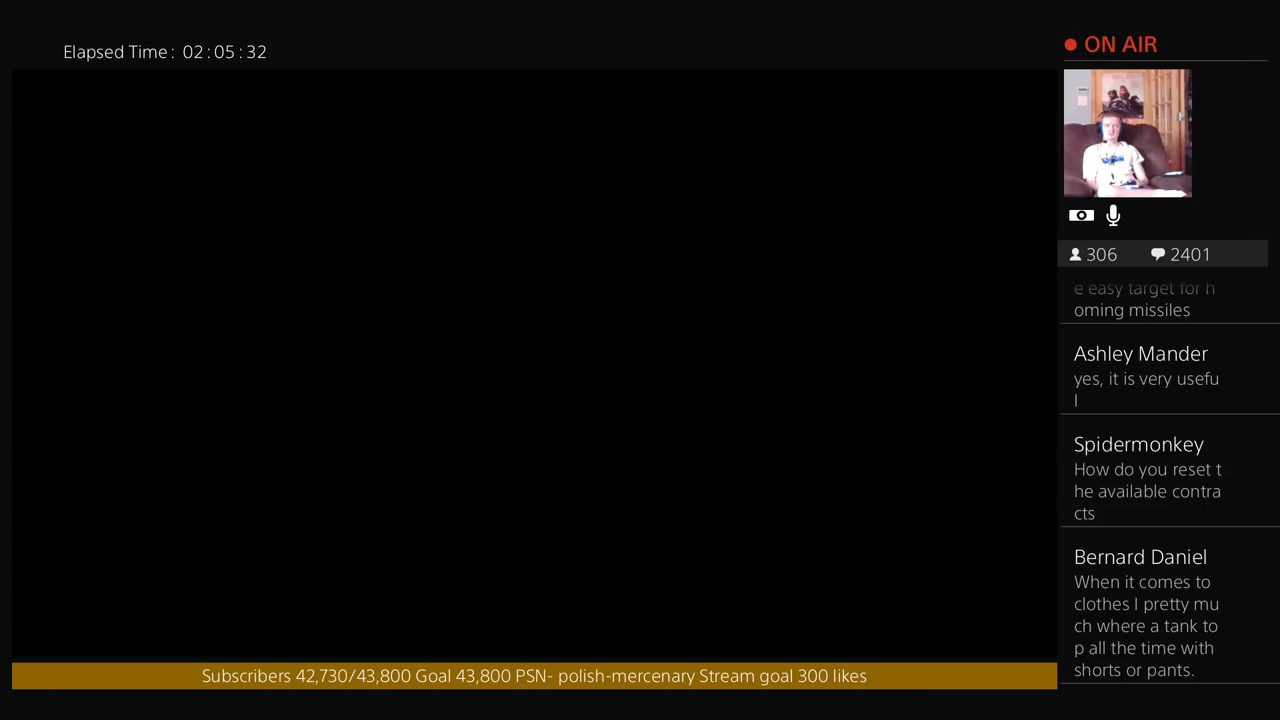 Elapsed Time: 02:05:32
ON AIR
306 2401
e easy target for h
oming missiles
Ashley Mander
yes, it is very usefu
l
Spidermonkey
How do you reset t
he available contra
cts
Bernard Daniel
When it comes to
clothes I pretty mu
ch where a tank to
p all the time with
shorts or pants.
Subscribers 42,730/43,800 Goal 43,800 PSN- polish-mercenary Stream goal 300 likes